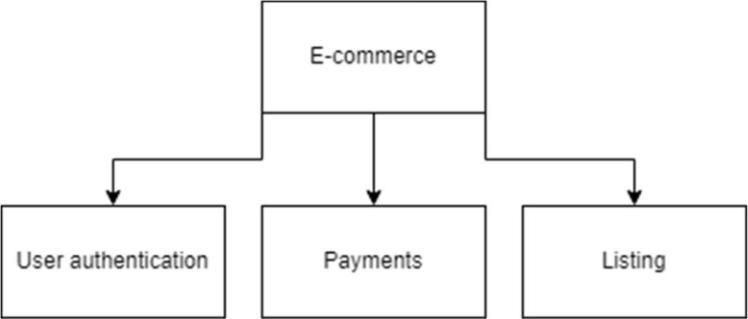 E-commerce
User authentication
Payments
Listing